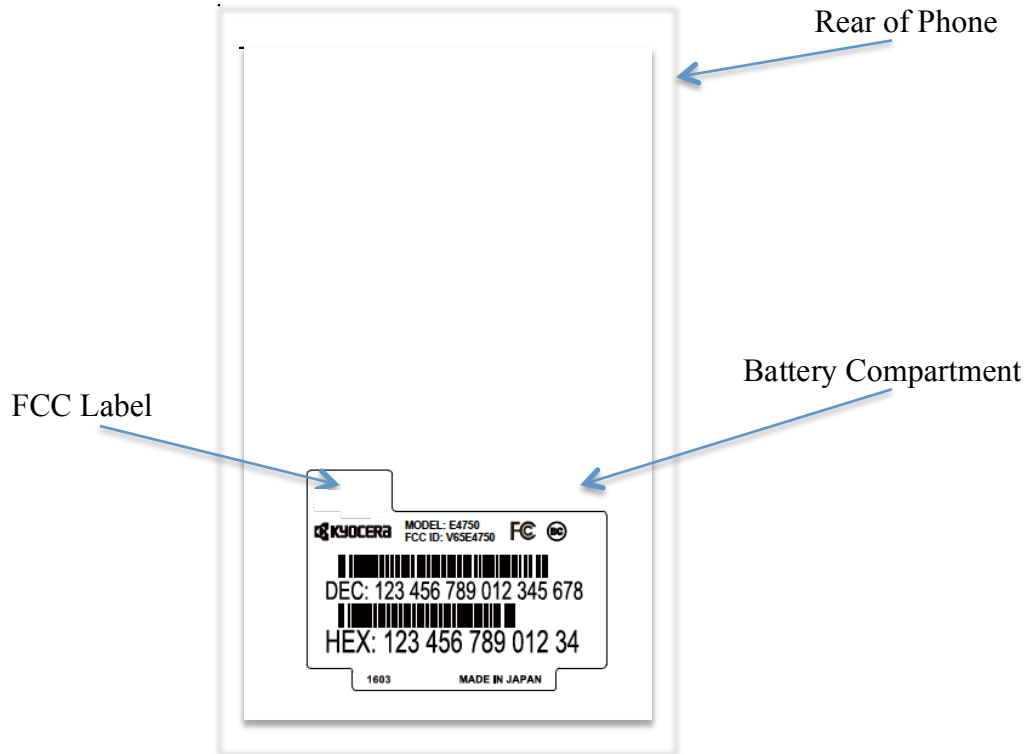 Rear of Phone
Battery Compartment
FCC Label
KYOCERA
MODEL: E4750
FCC ID: V65E4750
FC
BC
DEC: 123 456 789 012 345 678
HEX: 123 456 789 012 34
1603 MADE IN JAPAN